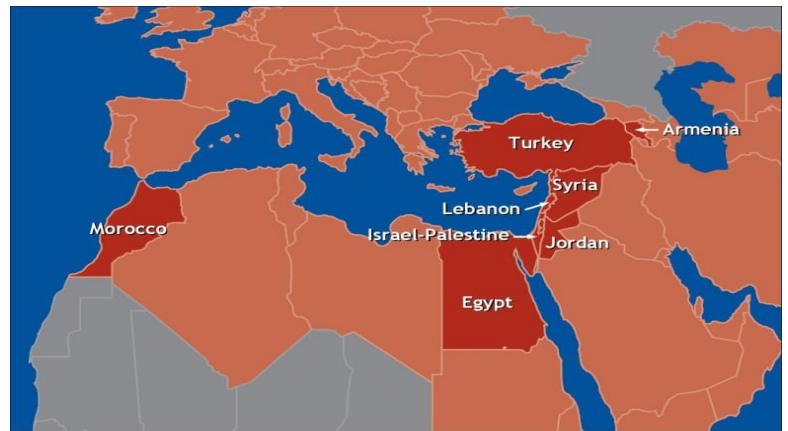 Turkey
Armenia
Syria
Lebanon
Morocco
Israel-Palestine
Jordan
Egypt